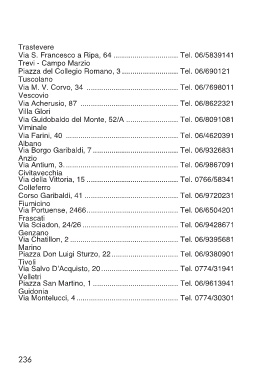 Trastevere
Via S. Francesco a Ripa, 64 ................................ Tel. 06/5839141
Trevi - Campo Marzio
Piazza del Collegio Romano, 3 ........................... Tel. 06/690121
Tuscolano
Via M. V. Corvo, 34 ............................................ Tel. 06/7698011
Vescovio
Via Acherusio, 87 ............................................... Tel. 06/8622321
Villa Glori
Via Guidobaldo del Monte, 52/A ......................... Tel. 06/8091081
Viminale
Via Farini, 40 ...................................................... Tel. 06/4620391
Albano
Via Borgo Garibaldi, 7 ......................................... Tel. 06/9326831
Anzio
Via Antium, 3....................................................... Tel. 06/9867091
Civitavecchia
Via della Vittoria, 15 ............................................ Tel. 0766/58341
Colleferro
Corso Garibaldi, 41 ............................................. Tel. 06/9720231
Fiumicino
Via Portuense, 2466............................................ Tel. 06/6504201
Frascati
Via Sciadon, 24/26 .............................................. Tel. 06/9428671
Genzano
Via Chatillon, 2 .................................................... Tel. 06/9395681
Marino
Piazza Don Luigi Sturzo, 22................................ Tel. 06/9380901
Tivoli
Via Salvo D'Acquisto, 20..................................... Tel. 0774/31941
Velletri
Piazza San Martino, 1 ......................................... Tel. 06/9613941
Guidonia
Via Montelucci, 4 ................................................. Tel. 0774/30301
236